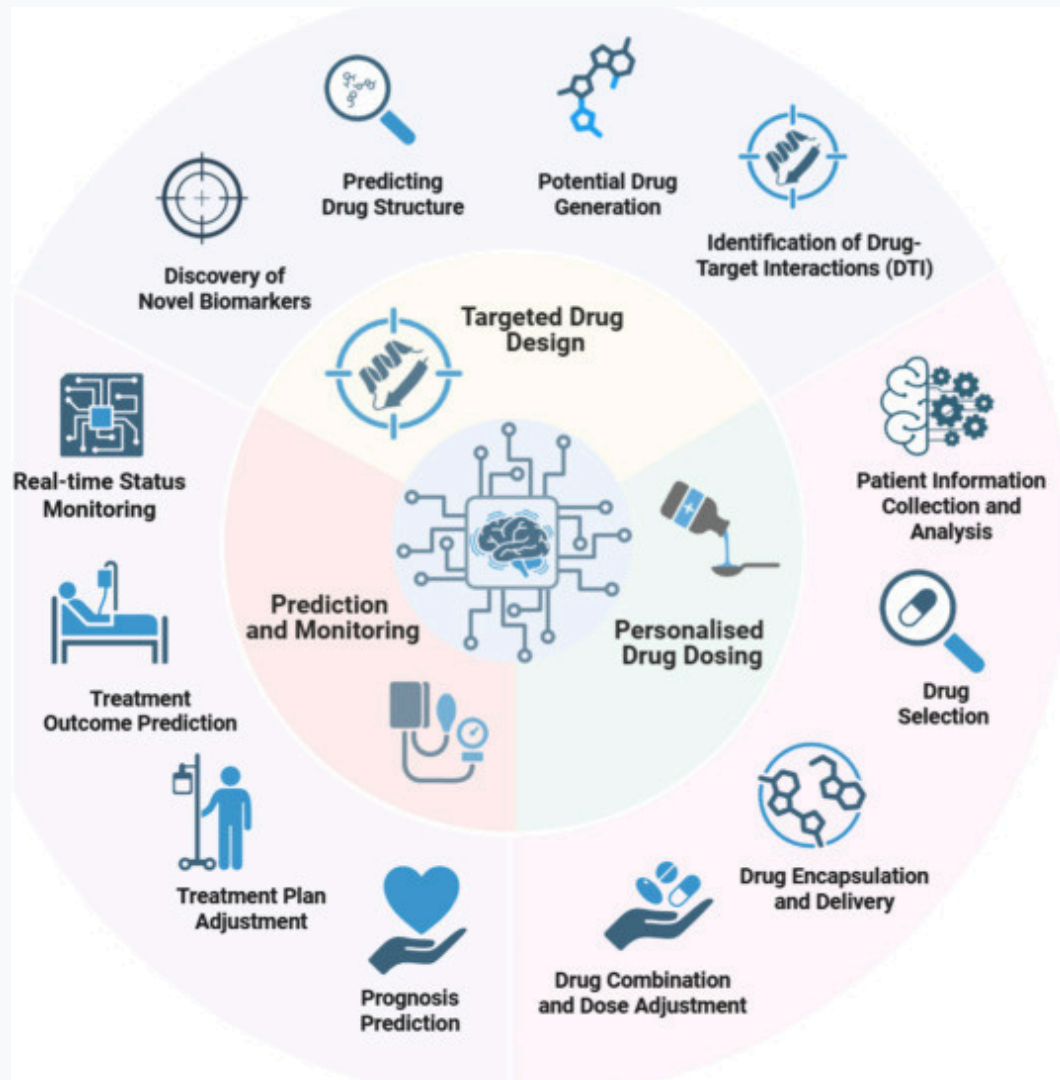 Predicting
Drug Structure
Potential Drug
Generation
Identification of Drug-
Target Interactions (DTI)
Discovery of
Novel Biomarkers
Targeted Drug
Design
Real-time Status
Monitoring
Patient Information
Collection and
Analysis
Prediction
and Monitoring
Personalised
Drug Dosing
Treatment
Outcome Prediction
Drug
Selection
Treatment Plan
Adjustment
Drug Encapsulation
and Delivery
Prognosis
Prediction
Drug Combination
and Dose Adjustment